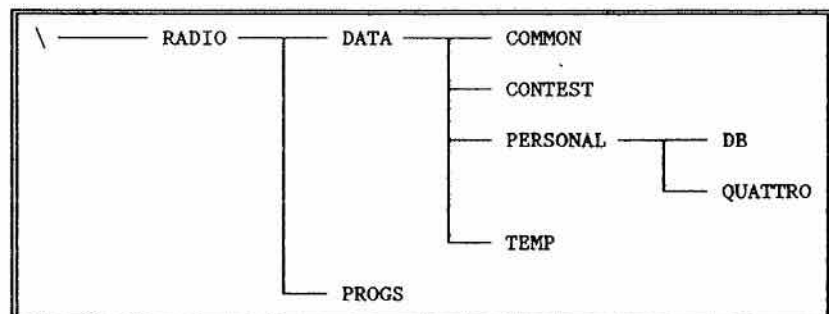 \ RADIO DATA COMMON
CONTEST
PERSONAL DB
QUATTRO
TEMP
PROGS